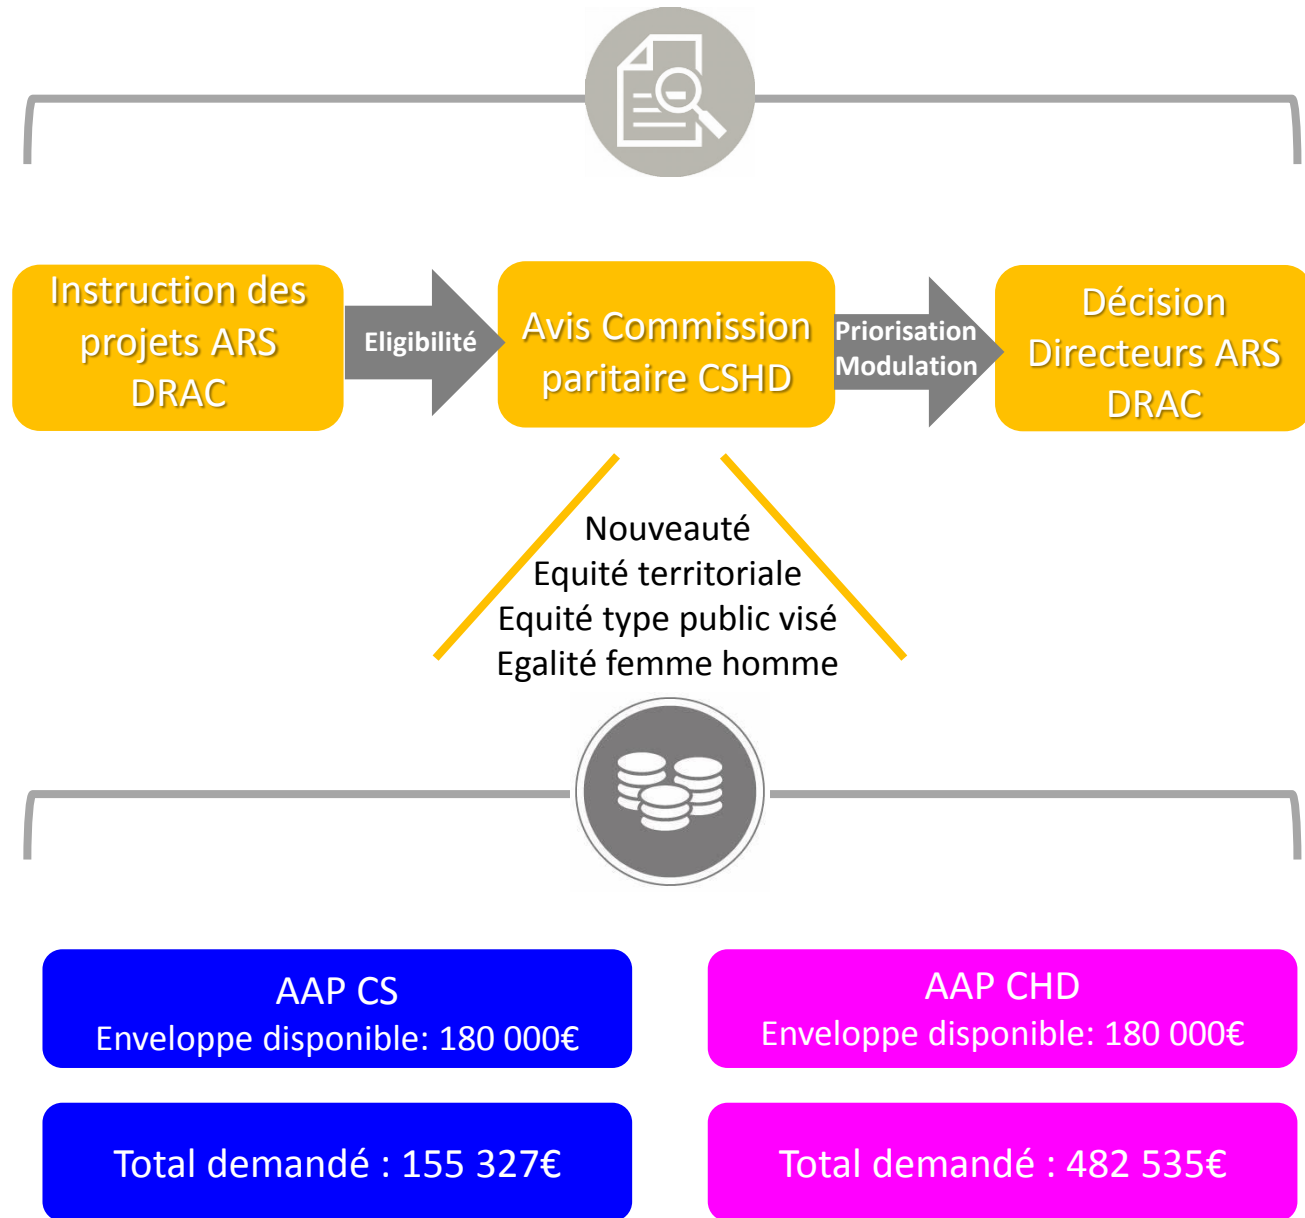 Instruction des
projets ARS
DRAC
Eligibilité
Avis Commission
paritaire CSHD
Priorisation
Modulation
Décision
Directeurs ARS
DRAC
Nouveauté
Equité territoriale
Equité type public visé
Egalité femme homme
AAP CS
Enveloppe disponible: 180 000€
AAP CHD
Enveloppe disponible: 180 000€
Total demandé : 155 327€
Total demandé : 482 535€